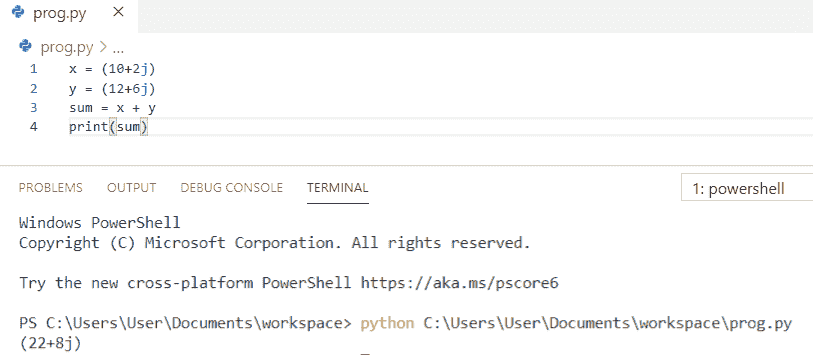 prog.py ×
prog.py > ...
1 x = (10+2j)
2 y = (12+6j)
3 sum = x + y
4 print(sum)
PROBLEMS OUTPUT DEBUG CONSOLE TERMINAL 1: powershell
Windows PowerShell
Copyright (C) Microsoft Corporation. All rights reserved.
Try the new cross-platform PowerShell https://aka.ms/pscore6
PS C:\Users\User\Documents\workspace> python C:\Users\User\Documents\workspace\prog.py
(22+8j)